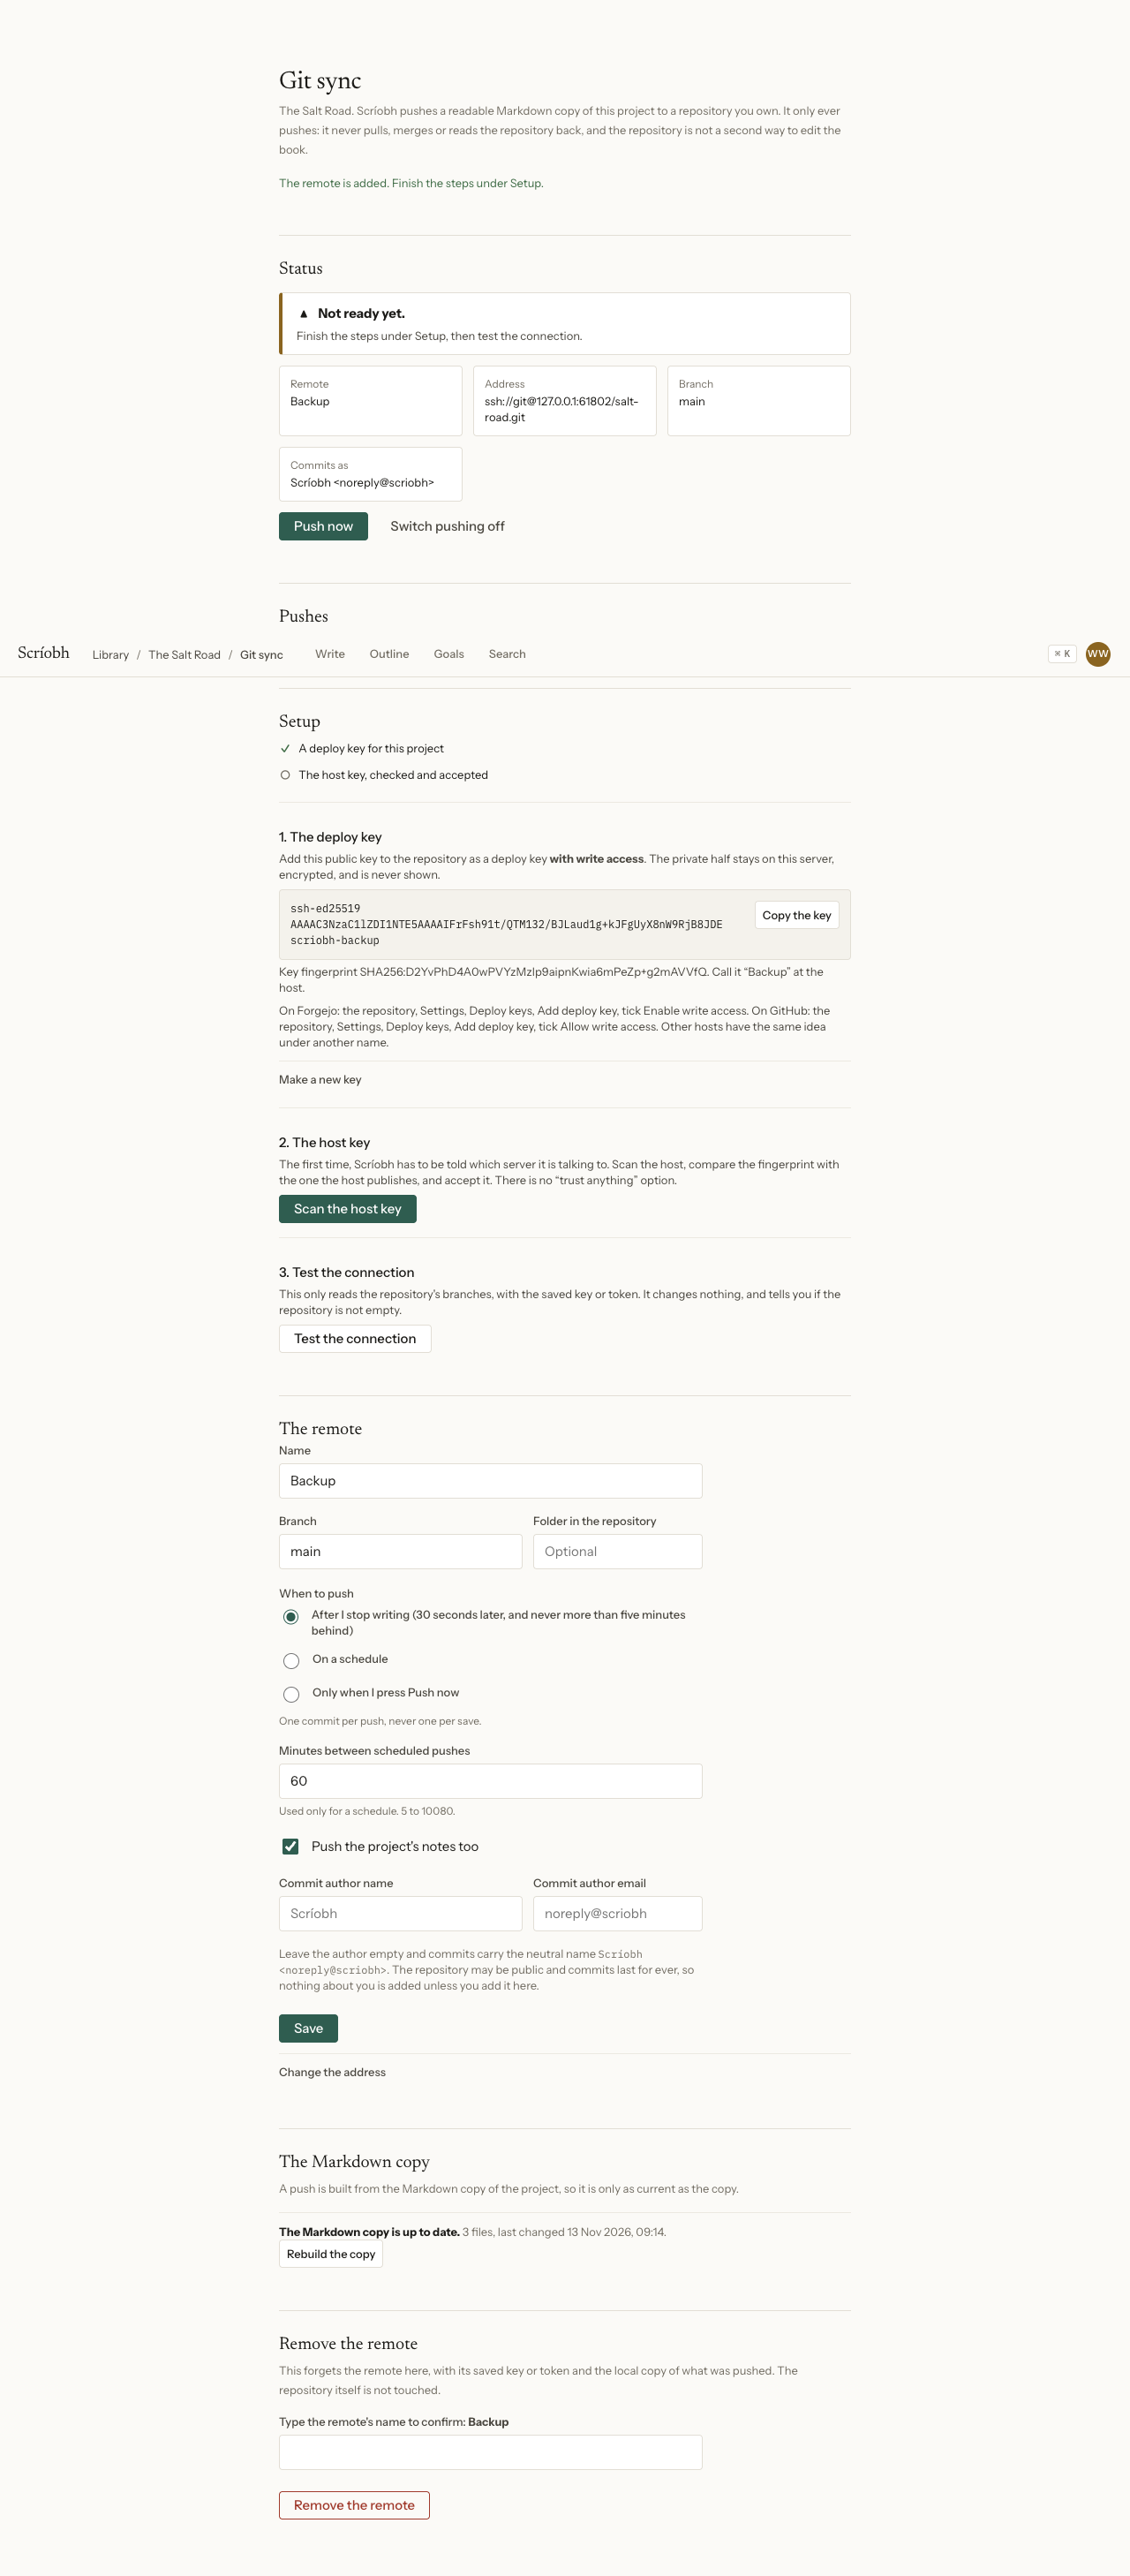 Git sync
The Salt Road. Scríobh pushes a readable Markdown copy of this project to a repository you own. It only ever
pushes: it never pulls, merges or reads the repository back, and the repository is not a second way to edit the
book.
The remote is added. Finish the steps under Setup.
Status
Not ready yet.
Finish the steps under Setup, then test the connection.
Remote
Backup
Address
ssh://git@127.0.0.1:61802/salt-
road.git
Branch
main
Commits as
Scríobh <noreply@scriobh>
Push now
Switch pushing off
Pushes
Scríobh
Library / The Salt Road / Git sync
Write
Outline
Goals
Search
⌘ K
WW
Setup
A deploy key for this project
The host key, checked and accepted
1. The deploy key
Add this public key to the repository as a deploy key with write access. The private half stays on this server,
encrypted, and is never shown.
ssh-ed25519
AAAAC3NzaC1lZDI1NTE5AAAAIFrFsh91t/QTM132/BJLaud1g+kJFgUyX8nW9RjB8JDE
scriobh-backup
Copy the key
Key fingerprint SHA256:D2YvPhD4A0wPVYzMzlp9aipnKwia6mPeZp+g2mAVVfQ. Call it “Backup” at the
host.
On Forgejo: the repository, Settings, Deploy keys, Add deploy key, tick Enable write access. On GitHub: the
repository, Settings, Deploy keys, Add deploy key, tick Allow write access. Other hosts have the same idea
under another name.
Make a new key
2. The host key
The first time, Scríobh has to be told which server it is talking to. Scan the host, compare the fingerprint with
the one the host publishes, and accept it. There is no “trust anything” option.
Scan the host key
3. Test the connection
This only reads the repository's branches, with the saved key or token. It changes nothing, and tells you if the
repository is not empty.
Test the connection
The remote
Name
Backup
Branch
main
Folder in the repository
Optional
When to push
After I stop writing (30 seconds later, and never more than five minutes
behind)
On a schedule
Only when I press Push now
One commit per push, never one per save.
Minutes between scheduled pushes
60
Used only for a schedule. 5 to 10080.
Push the project's notes too
Commit author name
Scríobh
Commit author email
noreply@scriobh
Leave the author empty and commits carry the neutral name Scríobh
<noreply@scriobh>. The repository may be public and commits last for ever, so
nothing about you is added unless you add it here.
Save
Change the address
The Markdown copy
A push is built from the Markdown copy of the project, so it is only as current as the copy.
The Markdown copy is up to date. 3 files, last changed 13 Nov 2026, 09:14.
Rebuild the copy
Remove the remote
This forgets the remote here, with its saved key or token and the local copy of what was pushed. The
repository itself is not touched.
Type the remote's name to confirm: Backup
Remove the remote